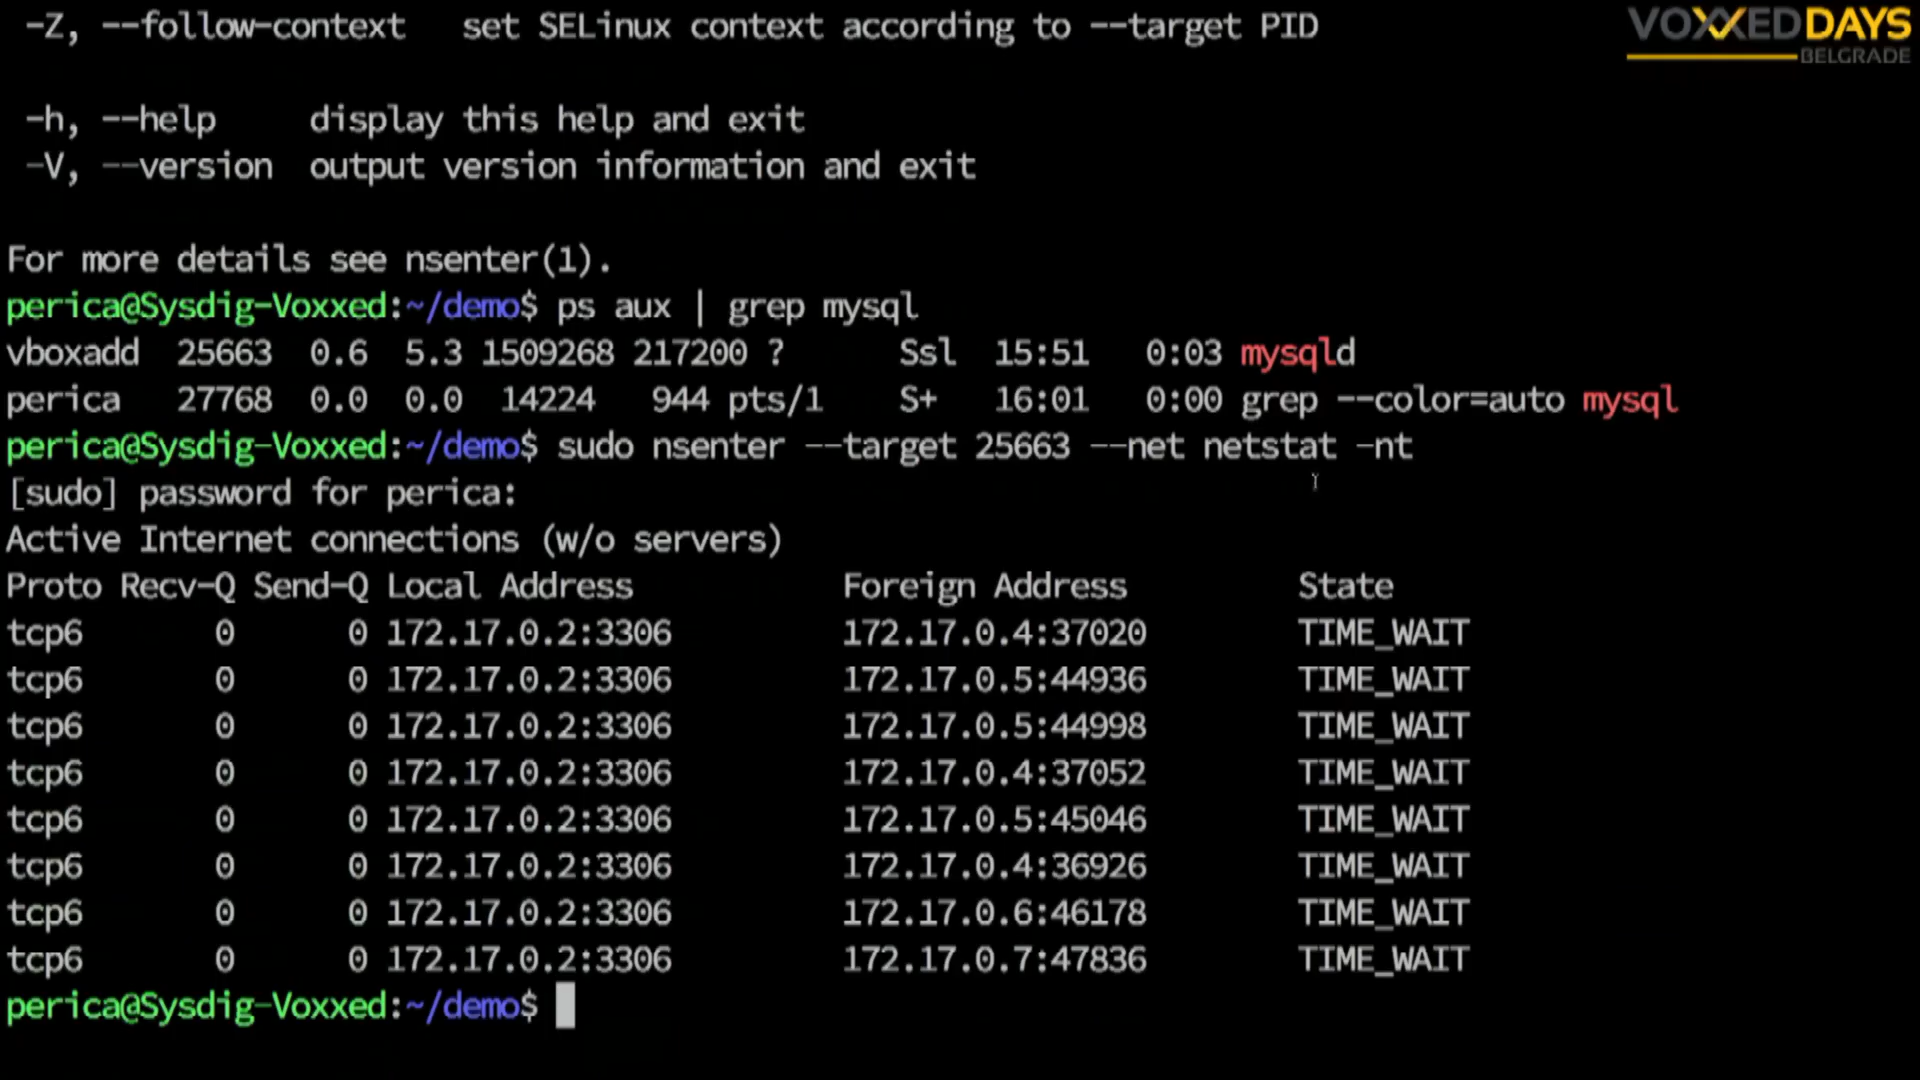 -Z, --follow-context   set SELinux context according to --target PID
VOXXED DAYS
BELGRADE
-h, --help     display this help and exit
-V, --version  output version information and exit
For more details see nsenter(1).
perica@Sysdig-Voxxed:~/demo$ ps aux | grep mysql
vboxadd  25663  0.6  5.3 1509268 217200 ?      Ssl  15:51   0:03 mysqld
perica   27768  0.0  0.0  14224   944 pts/1    S+   16:01   0:00 grep --color=auto mysql
perica@Sysdig-Voxxed:~/demo$ sudo nsenter --target 25663 --net netstat -nt
[sudo] password for perica:
Active Internet connections (w/o servers)
Proto Recv-Q Send-Q Local Address           Foreign Address         State
tcp6       0      0 172.17.0.2:3306         172.17.0.4:37020        TIME_WAIT
tcp6       0      0 172.17.0.2:3306         172.17.0.5:44936        TIME_WAIT
tcp6       0      0 172.17.0.2:3306         172.17.0.5:44998        TIME_WAIT
tcp6       0      0 172.17.0.2:3306         172.17.0.4:37052        TIME_WAIT
tcp6       0      0 172.17.0.2:3306         172.17.0.5:45046        TIME_WAIT
tcp6       0      0 172.17.0.2:3306         172.17.0.4:36926        TIME_WAIT
tcp6       0      0 172.17.0.2:3306         172.17.0.6:46178        TIME_WAIT
tcp6       0      0 172.17.0.2:3306         172.17.0.7:47836        TIME_WAIT
perica@Sysdig-Voxxed:~/demo$